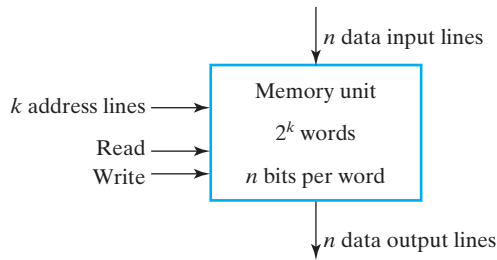 n data input lines
Memory unit
k address lines
2^k words
Read
Write
n bits per word
n data output lines